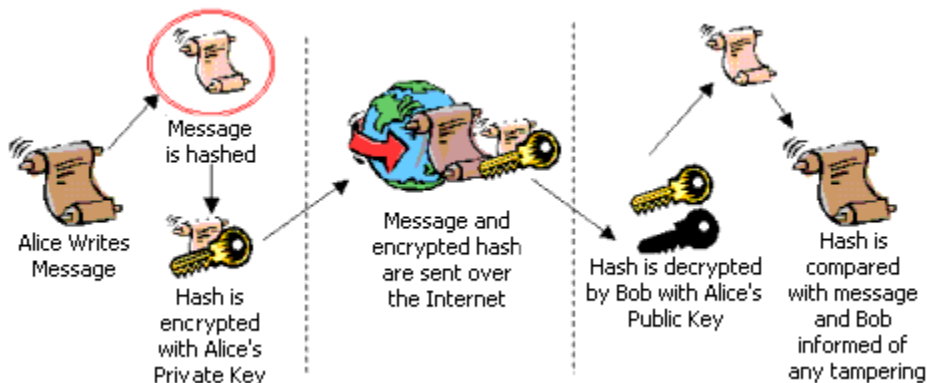 Message
is hashed
Alice Writes
Message
Hash is
encrypted
with Alice's
Private Key
Message and
encrypted hash
are sent over
the Internet
Hash is decrypted
by Bob with Alice's
Public Key
Hash is
compared
with message
and Bob
informed of
any tampering